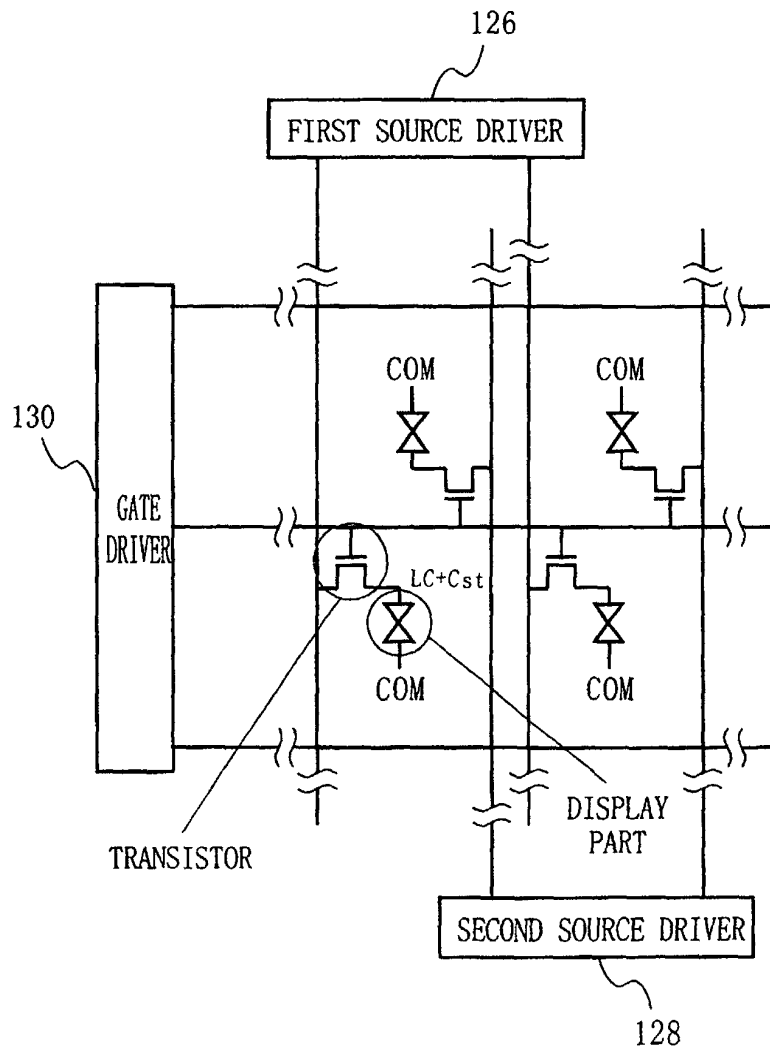 126
FIRST SOURCE DRIVER
COM
COM
130
GATE
DRIVER
LC+Cst
COM
COM
TRANSISTOR
DISPLAY
PART
SECOND SOURCE DRIVER
128